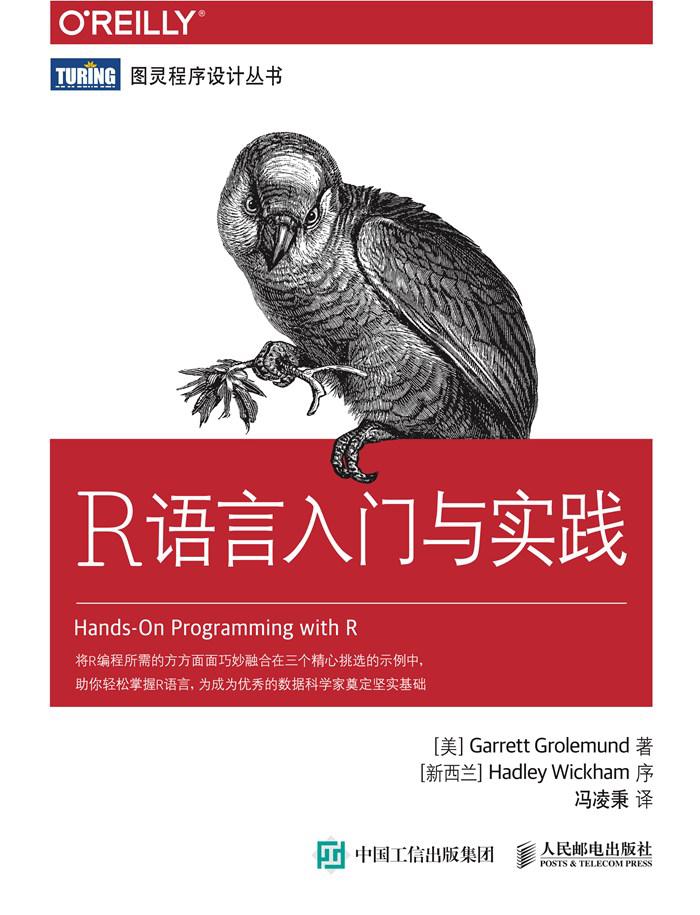 O'REILLY®
TURING 图灵程序设计丛书
R语言入门与实践
Hands-On Programming with R
将R编程所需的方方面面巧妙融合在三个精心挑选的示例中，
助你轻松掌握R语言，为成为优秀的数据科学家奠定坚实基础
[美] Garrett Grolemund 著
[新西兰] Hadley Wickham 序
冯凌秉 译
中国工信出版集团 人民邮电出版社
POSTS & TELECOM PRESS